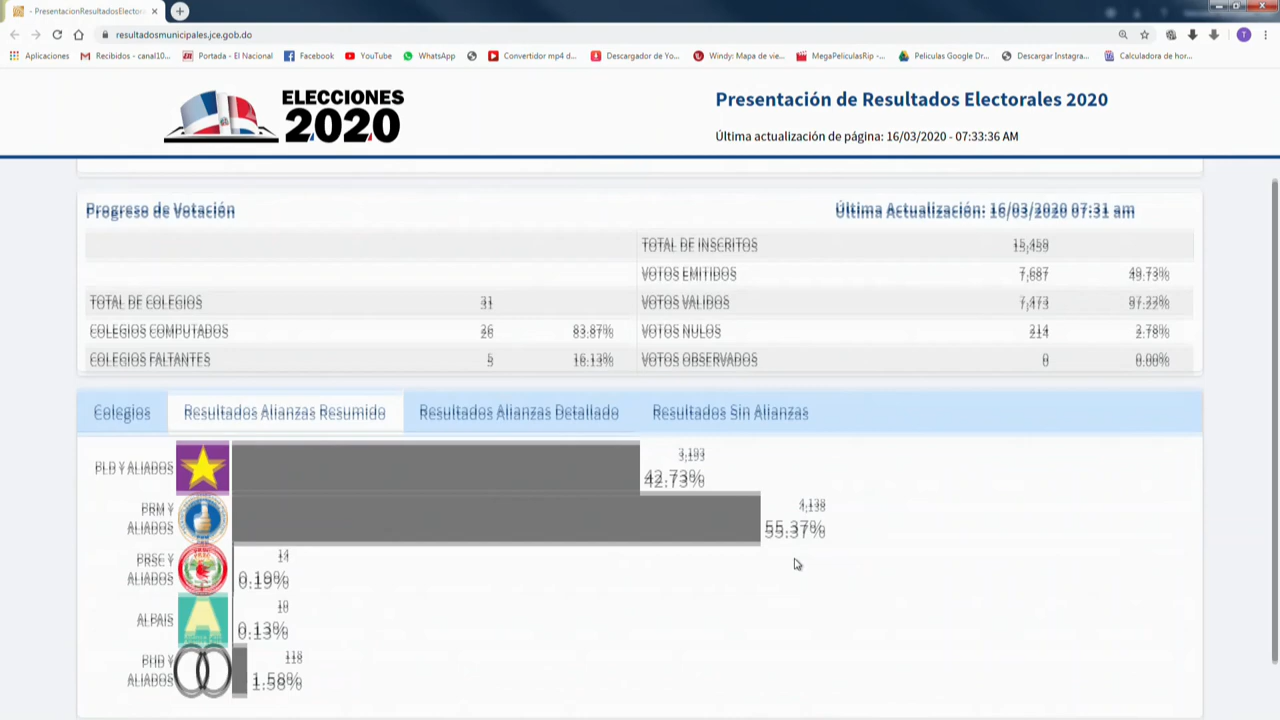 - PresentacionResultadosElector
resultadosmunicipales.jce.gob.do
Aplicaciones
Recibidos - canal10...
Portada - El Nacional
Facebook
YouTube
WhatsApp
Convertidor mp4 d...
Descargador de Yo...
Windy: Mapa de vie...
MegaPeliculasRip -...
Peliculas Google Dr...
Descargar Instagra...
Calculadora de hor...
T
ELECCIONES
2020
Presentación de Resultados Electorales 2020
Última actualización de página: 16/03/2020 - 07:33:36 AM
Progreso de Votación
Última Actualización: 16/03/2020 07:31 am
TOTAL DE INSCRITOS 15,459
VOTOS EMITIDOS 7,687 49.73%
TOTAL DE COLEGIOS 31 VOTOS VALIDOS 7,473 97.22%
COLEGIOS COMPUTADOS 26 83.87% VOTOS NULOS 214 2.78%
COLEGIOS FALTANTES 5 16.13% VOTOS OBSERVADOS 0 0.00%
Colegios
Resultados Alianzas Resumido
Resultados Alianzas Detallado
Resultados Sin Alianzas
PLD Y ALIADOS
3,193
42.73%
PRM Y
ALIADOS
4,138
55.37%
PRSC Y
ALIADOS
14
0.19%
ALPAIS
10
0.13%
PHD Y
ALIADOS
118
1.58%